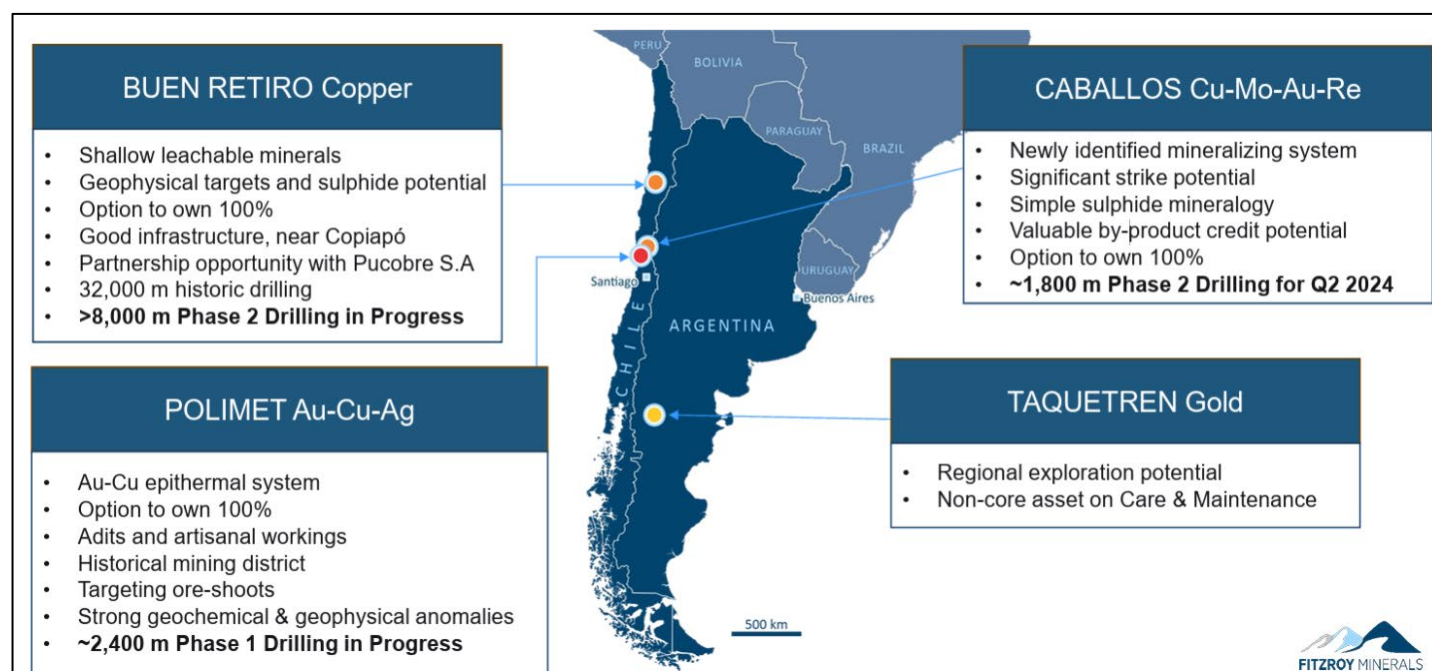 BUEN RETIRO Copper
• Shallow leachable minerals
• Geophysical targets and sulphide potential
• Option to own 100%
• Good infrastructure, near Copiapó
• Partnership opportunity with Pucobre S.A
• 32,000 m historic drilling
• >8,000 m Phase 2 Drilling in Progress
POLIMET Au-Cu-Ag
• Au-Cu epithermal system
• Option to own 100%
• Adits and artisanal workings
• Historical mining district
• Targeting ore-shoots
• Strong geochemical & geophysical anomalies
• ~2,400 m Phase 1 Drilling in Progress
PERU
BOLIVIA
PARAGUAY
BRAZIL
URUGUAY
Santiago
Buenos Aires
ARGENTINA
CHILE
500 km
CABALLOS Cu-Mo-Au-Re
• Newly identified mineralizing system
• Significant strike potential
• Simple sulphide mineralogy
• Valuable by-product credit potential
• Option to own 100%
• ~1,800 m Phase 2 Drilling for Q2 2024
TAQUETREN Gold
• Regional exploration potential
• Non-core asset on Care & Maintenance
FITZROY MINERALS